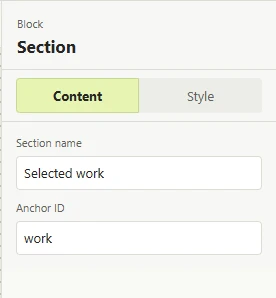 Block
Section
Content Style
Section name
Selected work
Anchor ID
work